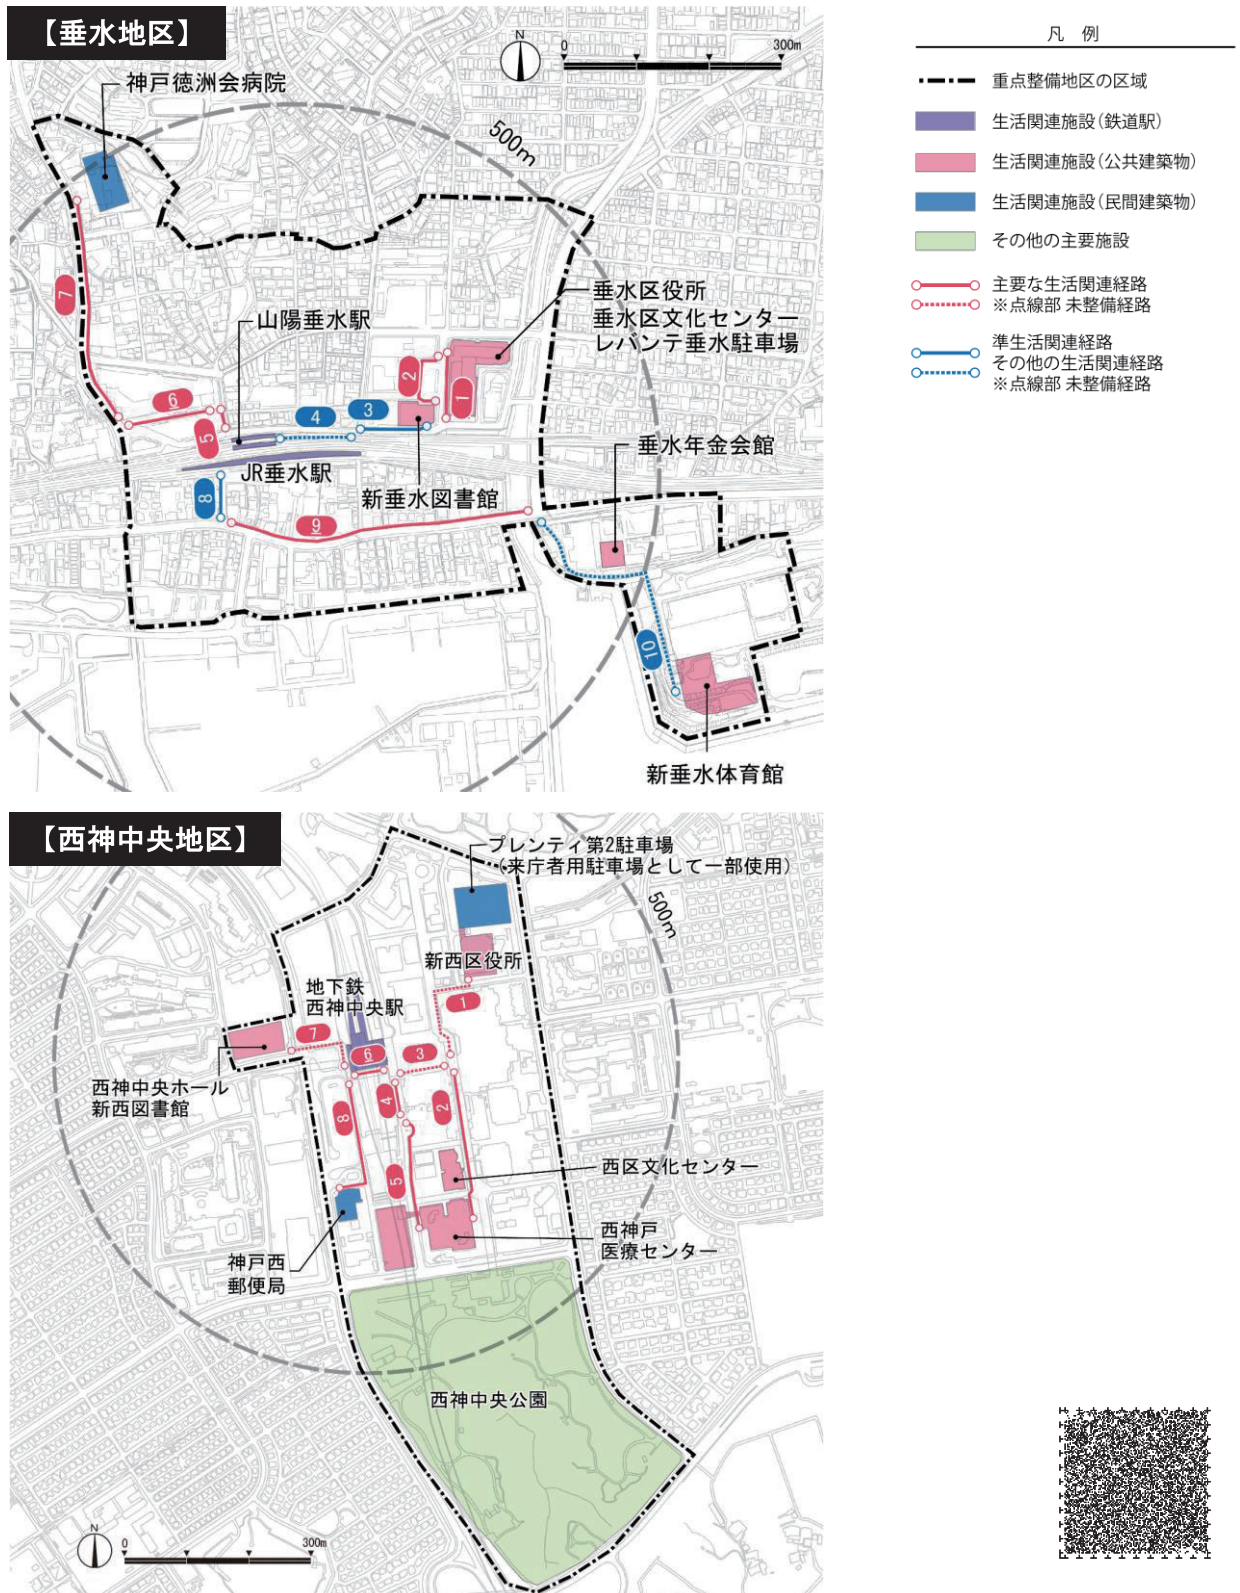 【垂水地区】
N
0
300m
神戸徳洲会病院
500m
垂水区役所
垂水区文化センター
レバンテ垂水駐車場
山陽垂水駅
7
2
1
6
5
4
3
垂水年金会館
JR垂水駅
新垂水図書館
8
9
10
新垂水体育館
凡 例
重点整備地区の区域
生活関連施設(鉄道駅)
生活関連施設(公共建築物)
生活関連施設(民間建築物)
その他の主要施設
主要な生活関連経路
※点線部 未整備経路
準生活関連経路
その他の生活関連経路
※点線部 未整備経路
【西神中央地区】
プレンティ第2駐車場
(来庁者用駐車場として一部使用)
500m
新西区役所
地下鉄
西神中央駅
1
7
6
3
西神中央ホール
新西図書館
8
4
2
5
西区文化センター
西神戸
医療センター
神戸西
郵便局
西神中央公園
N
0
300m